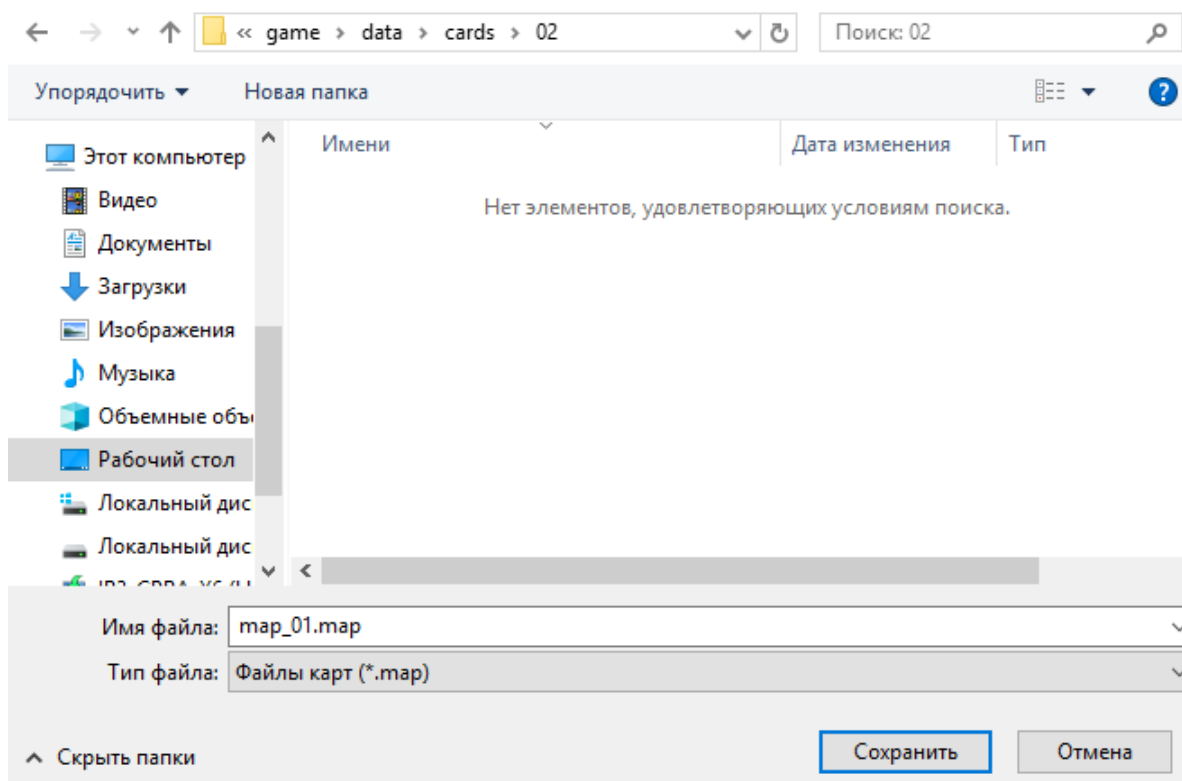 « game › data › cards › 02
Поиск: 02
Упорядочить
Новая папка
Имени
Дата изменения
Тип
Этот компьютер
Нет элементов, удовлетворяющих условиям поиска.
Видео
Документы
Загрузки
Изображения
Музыка
Объемные объ
Рабочий стол
Локальный дис
Локальный дис
Имя файла: map_01.map
Тип файла: Файлы карт (*.map)
Скрыть папки
Сохранить
Отмена